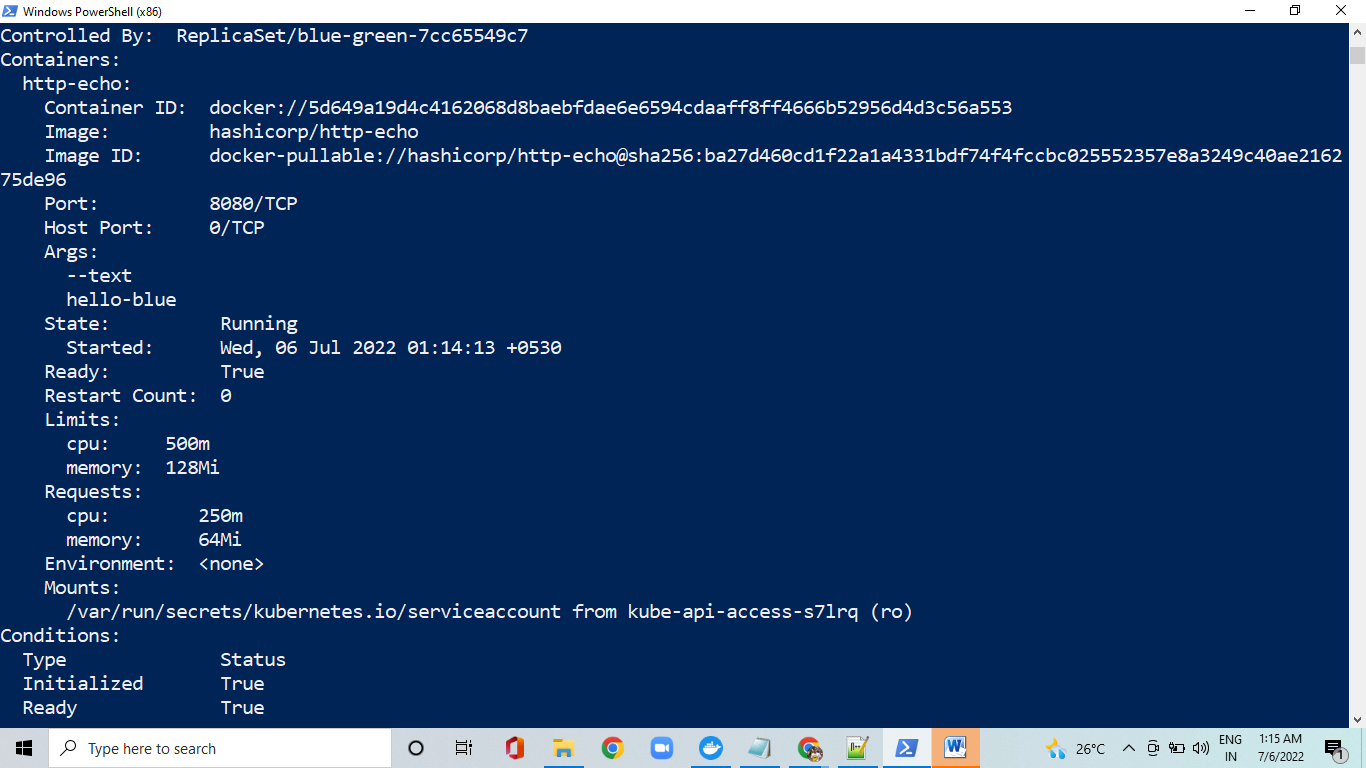 Windows PowerShell (x86)
Controlled By:  ReplicaSet/blue-green-7cc65549c7
Containers:
  http-echo:
    Container ID:  docker://5d649a19d4c4162068d8baebfdae6e6594cdaaff8ff4666b52956d4d3c56a553
    Image:         hashicorp/http-echo
    Image ID:      docker-pullable://hashicorp/http-echo@sha256:ba27d460cd1f22a1a4331bdf74f4fccbc025552357e8a3249c40ae2162
75de96
    Port:          8080/TCP
    Host Port:     0/TCP
    Args:
      --text
      hello-blue
    State:          Running
      Started:      Wed, 06 Jul 2022 01:14:13 +0530
    Ready:          True
    Restart Count:  0
    Limits:
      cpu:     500m
      memory:  128Mi
    Requests:
      cpu:        250m
      memory:     64Mi
    Environment:  <none>
    Mounts:
      /var/run/secrets/kubernetes.io/serviceaccount from kube-api-access-s7lrq (ro)
Conditions:
  Type              Status
  Initialized       True
  Ready             True
Type here to search
26°C
ENG
IN
1:15 AM
7/6/2022
1